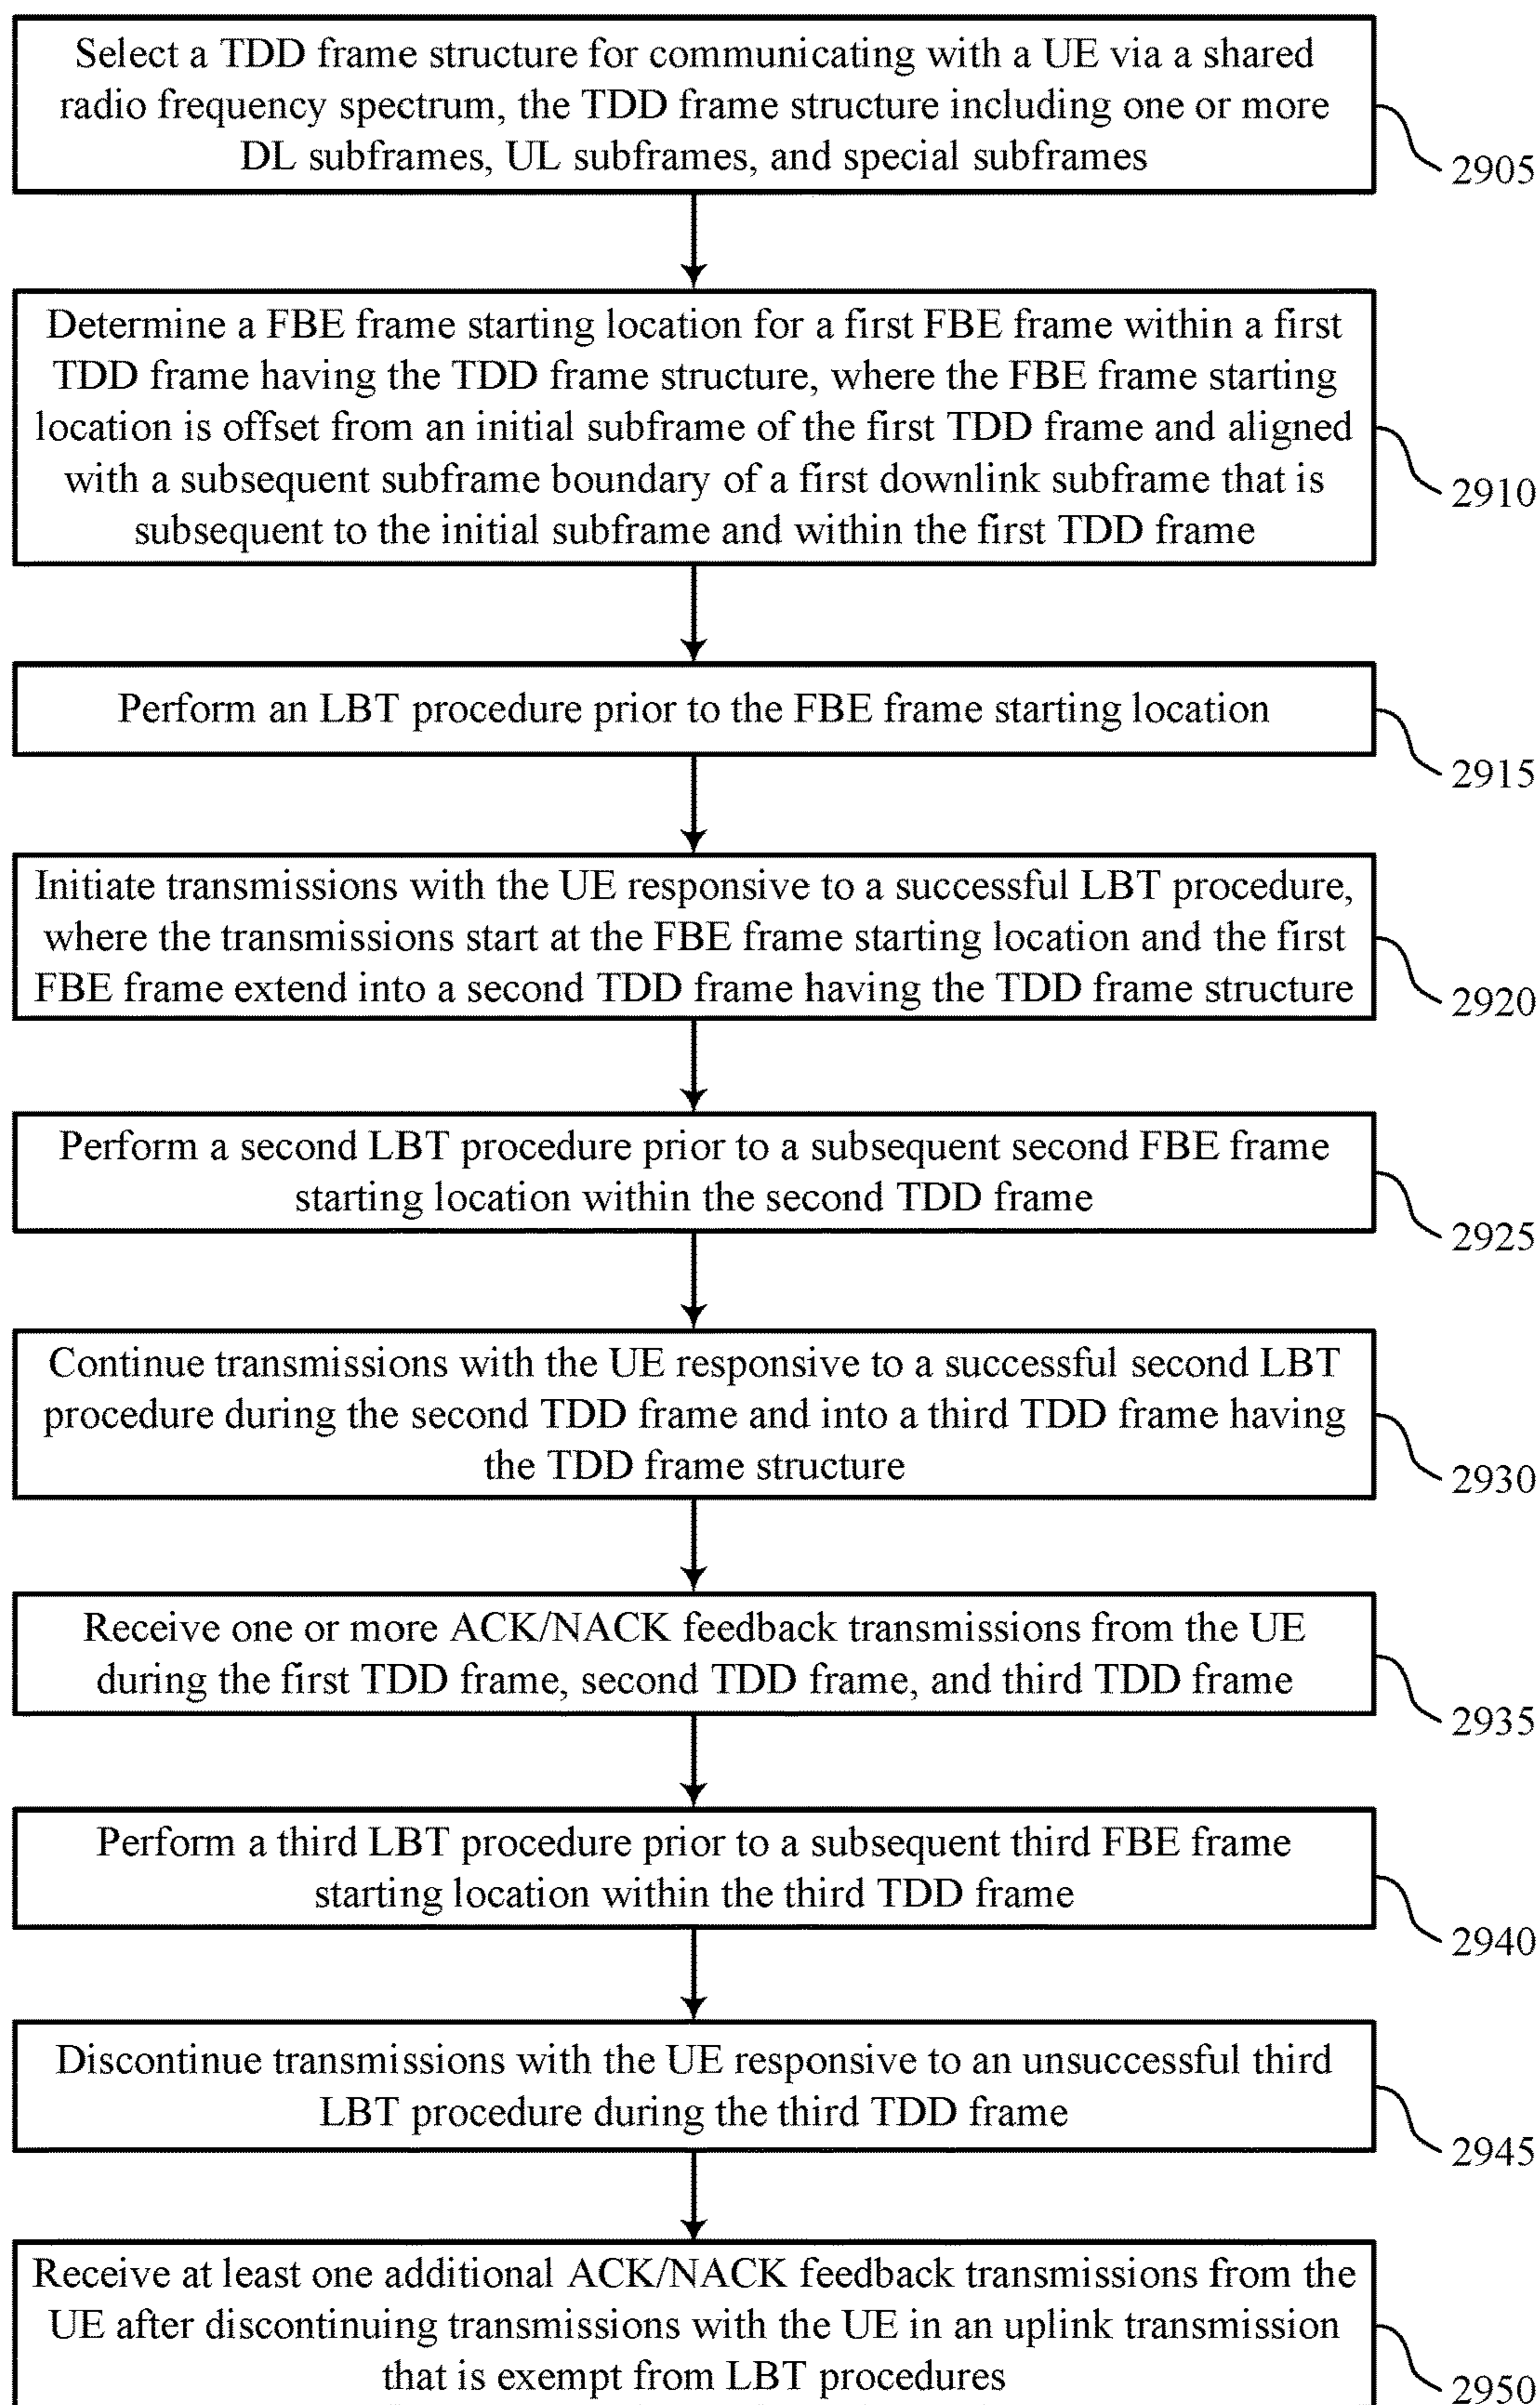 Select a TDD frame structure for communicating with a UE via a shared
radio frequency spectrum, the TDD frame structure including one or more
DL subframes, UL subframes, and special subframes
2905
Determine a FBE frame starting location for a first FBE frame within a first
TDD frame having the TDD frame structure, where the FBE frame starting
location is offset from an initial subframe of the first TDD frame and aligned
with a subsequent subframe boundary of a first downlink subframe that is
subsequent to the initial subframe and within the first TDD frame
2910
Perform an LBT procedure prior to the FBE frame starting location
2915
Initiate transmissions with the UE responsive to a successful LBT procedure,
where the transmissions start at the FBE frame starting location and the first
FBE frame extend into a second TDD frame having the TDD frame structure
2920
Perform a second LBT procedure prior to a subsequent second FBE frame
starting location within the second TDD frame
2925
Continue transmissions with the UE responsive to a successful second LBT
procedure during the second TDD frame and into a third TDD frame having
the TDD frame structure
2930
Receive one or more ACK/NACK feedback transmissions from the UE
during the first TDD frame, second TDD frame, and third TDD frame
2935
Perform a third LBT procedure prior to a subsequent third FBE frame
starting location within the third TDD frame
2940
Discontinue transmissions with the UE responsive to an unsuccessful third
LBT procedure during the third TDD frame
2945
Receive at least one additional ACK/NACK feedback transmissions from the
UE after discontinuing transmissions with the UE in an uplink transmission
that is exempt from LBT procedures
2950